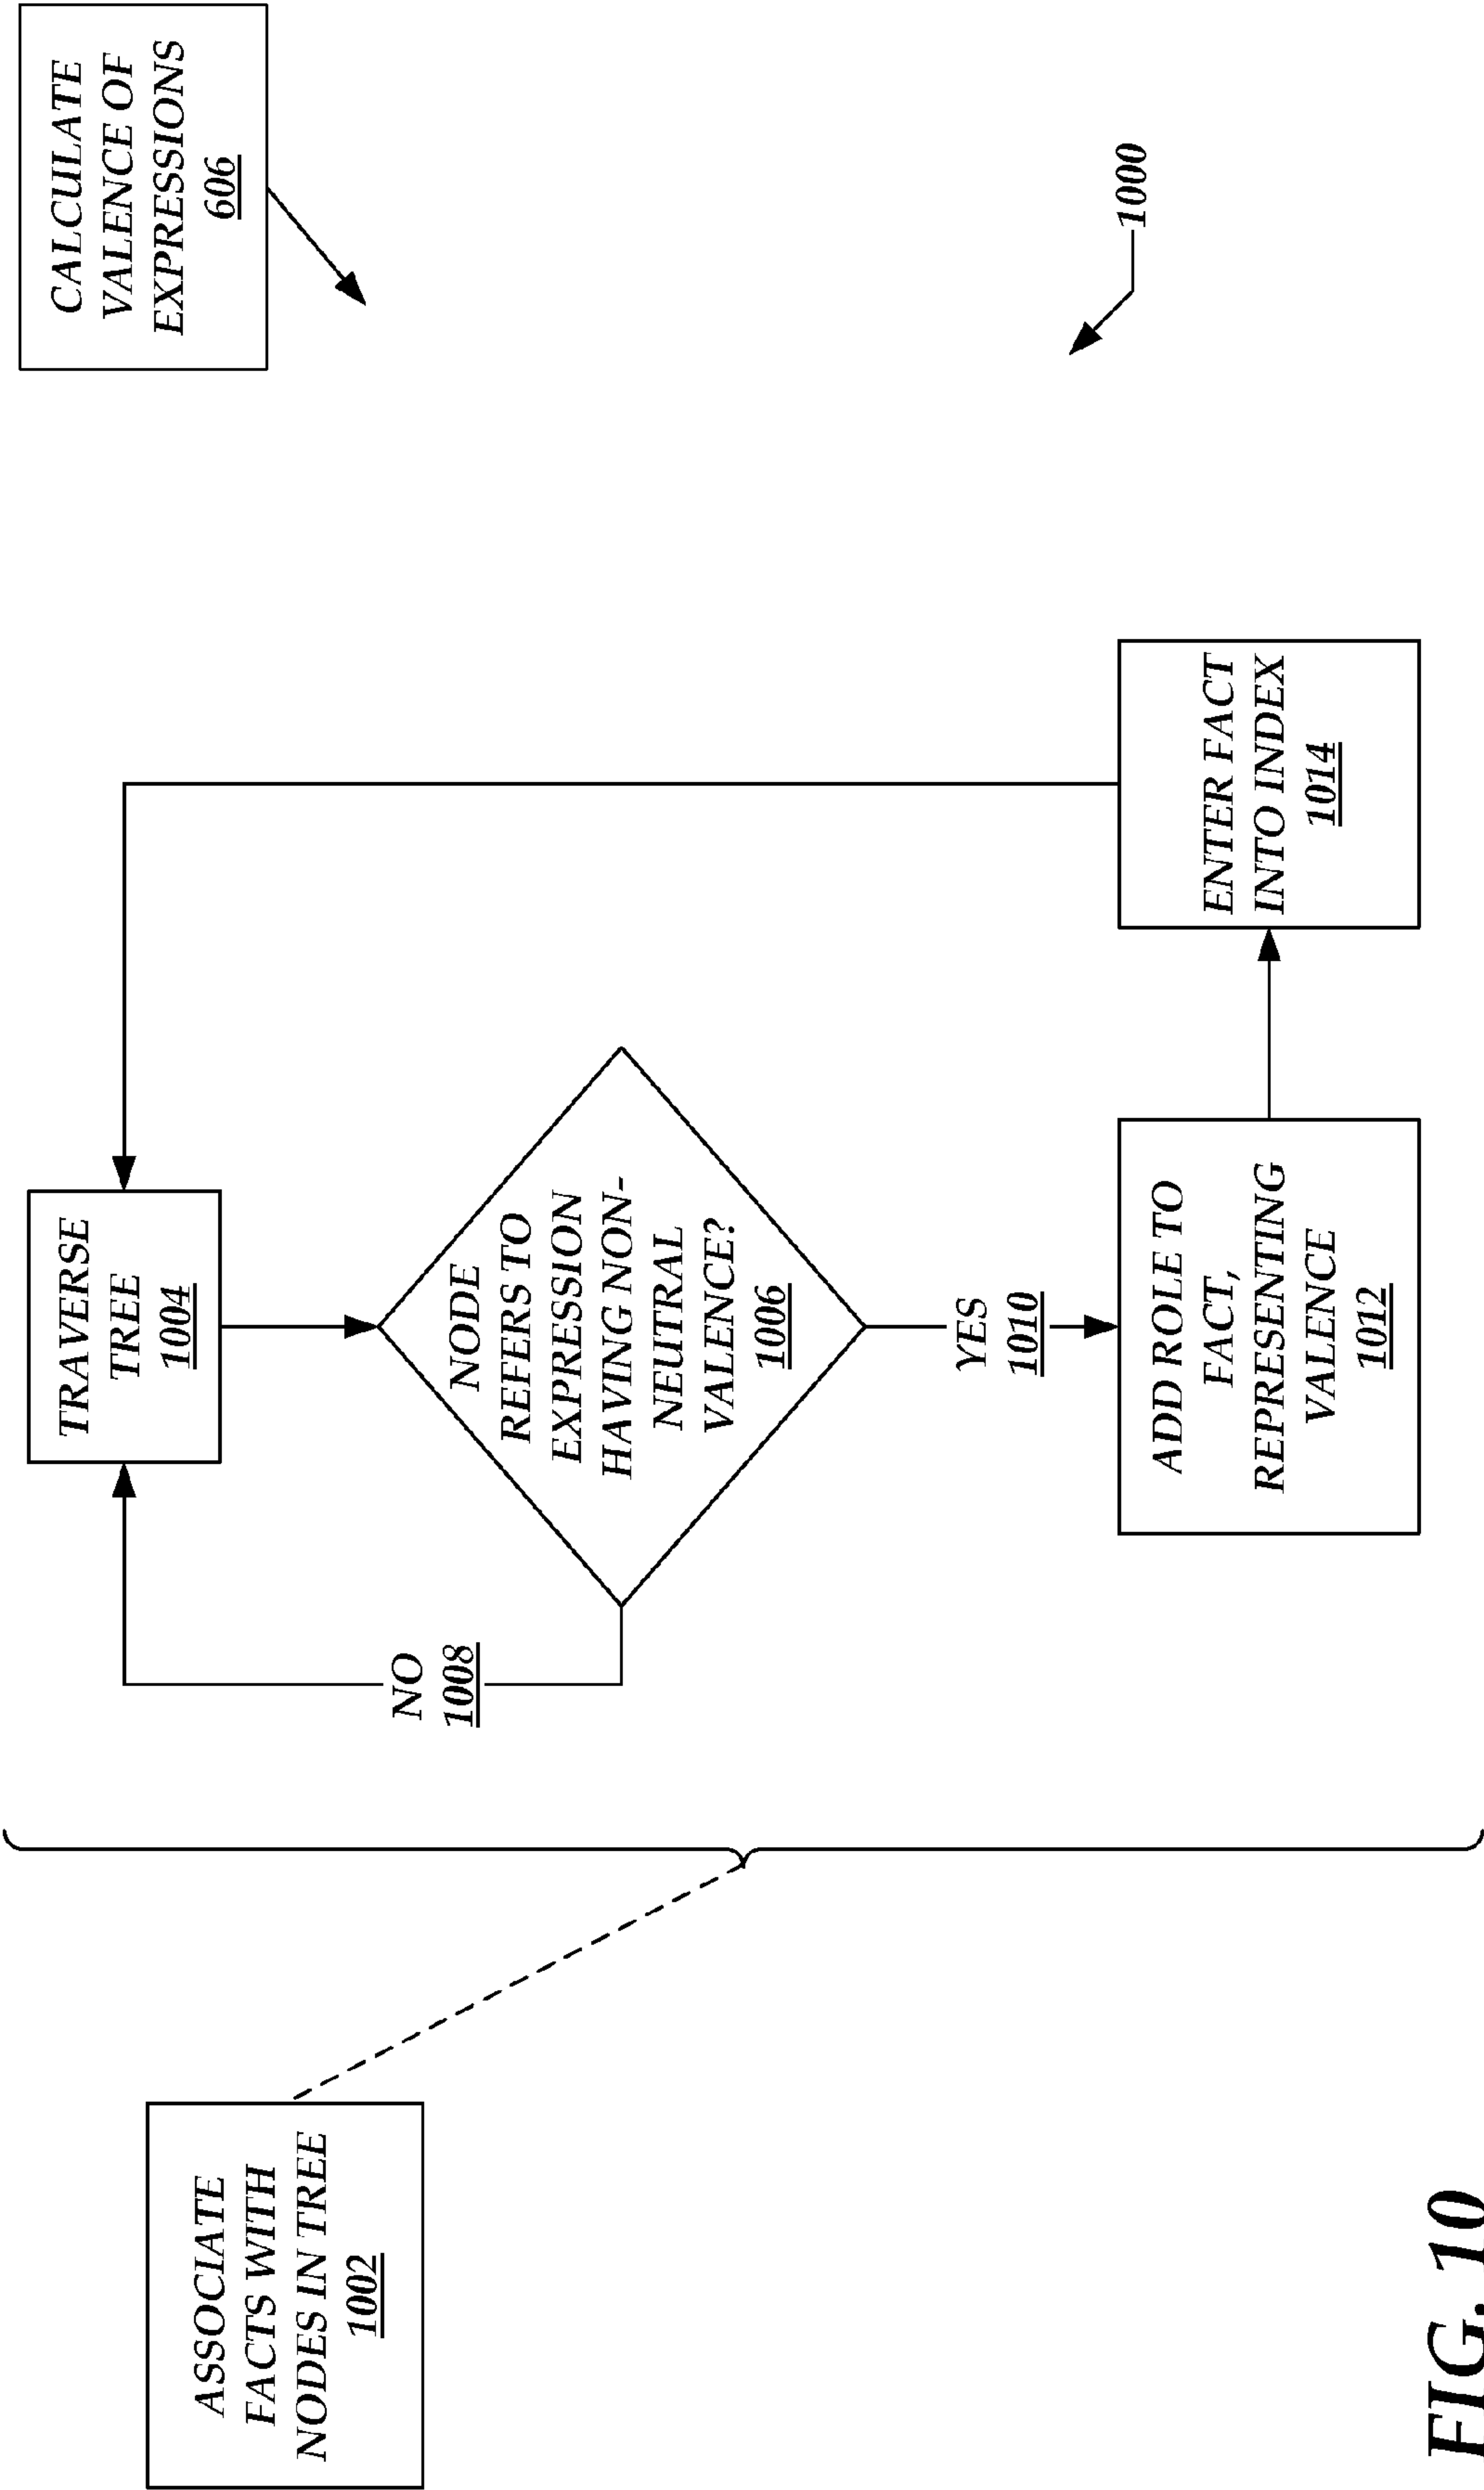 CALCULATE
VALENCE OF
EXPRESSIONS
606
ASSOCIATE
FACTS WITH
NODES IN TREE
1002
TRAVERSE
TREE
1004
NO
1008
NODE
REFERS TO
EXPRESSION
HAVING NON-
NEUTRAL
VALENCE?
1006
YES
1010
ADD ROLE TO
FACT,
REPRESENTING
VALENCE
1012
ENTER FACT
INTO INDEX
1014
1000
FIG. 10